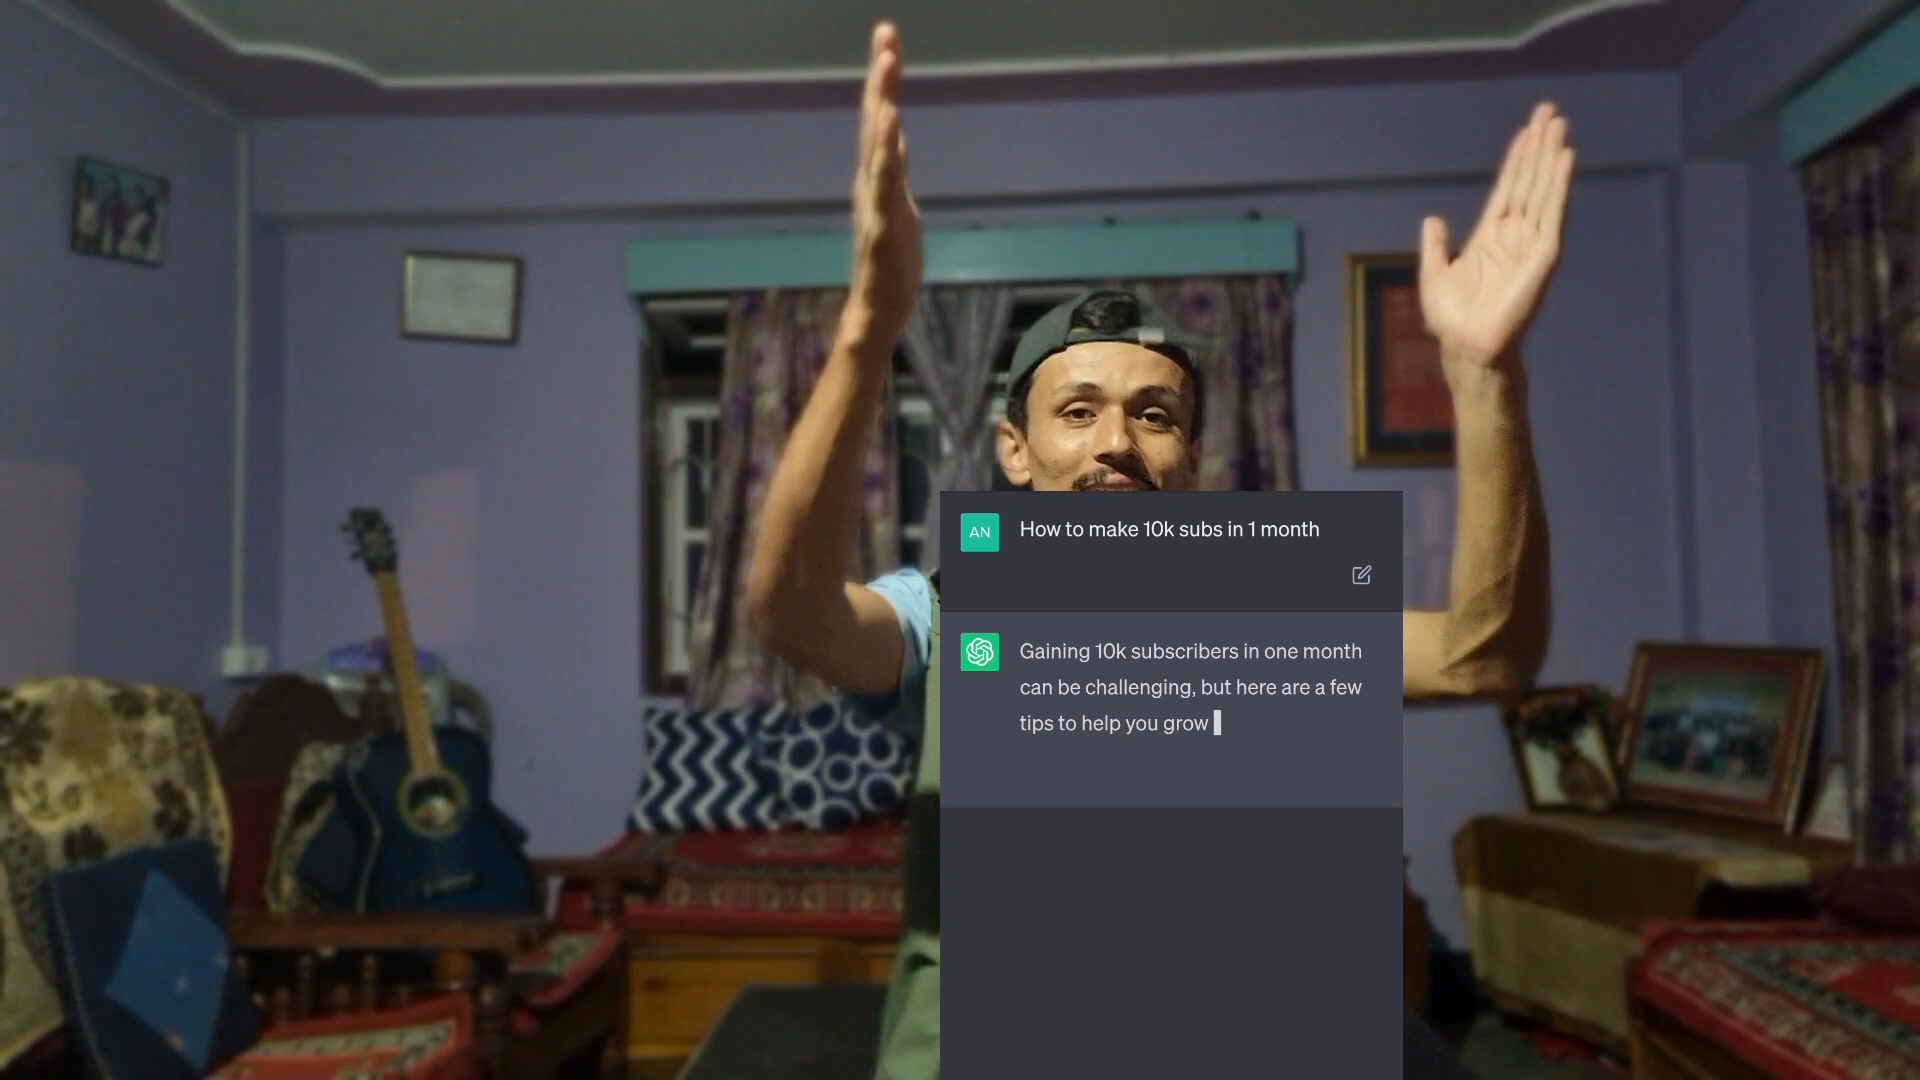 AN
How to make 10k subs in 1 month
Gaining 10k subscribers in one month
can be challenging, but here are a few
tips to help you grow